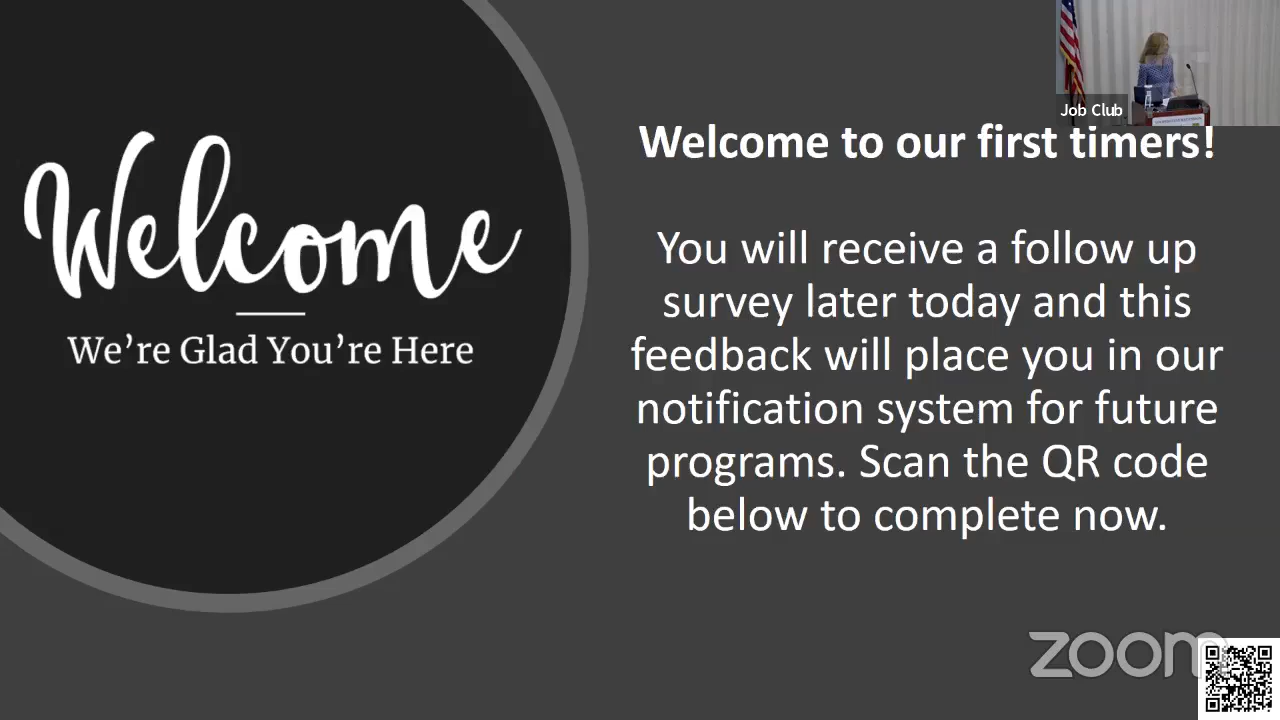 Welcome
We're Glad You're Here
Job Club
Welcome to our first timers!
You will receive a follow up
survey later today and this
feedback will place you in our
notification system for future
programs. Scan the QR code
below to complete now.
zoom